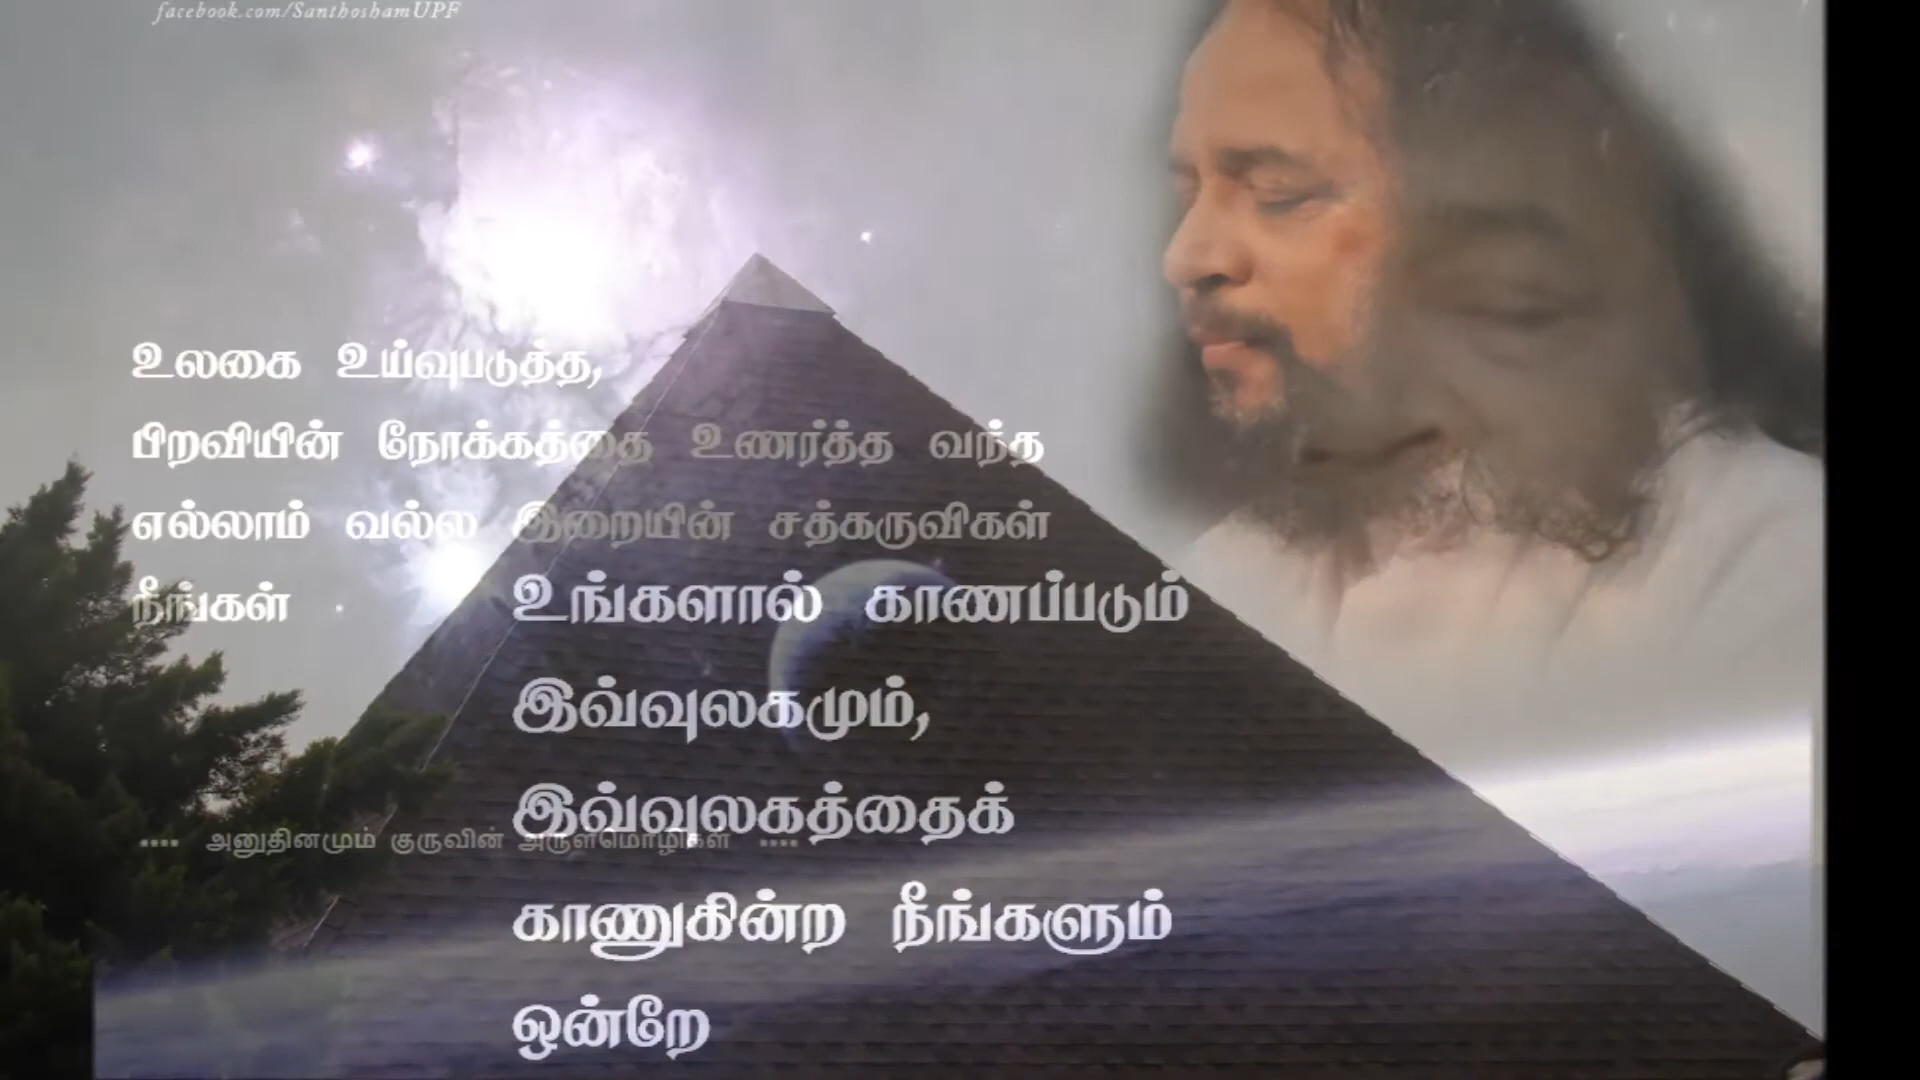 facebook.com/SanthoshamUPF
உலகை உய்வுபடுத்த,
பிறவியின் நோக்கத்தை உணர்த்த வந்த
எல்லாம் வல்ல இறையின் சத்கருவிகள்
நீங்கள்
உங்களால் காணப்படும்
இவ்வுலகமும்,
இவ்வுலகத்தைக்
.... அனுதினமும் குருவின் அருள்மொழிகள் ....
காணுகின்ற நீங்களும்
ஒன்றே